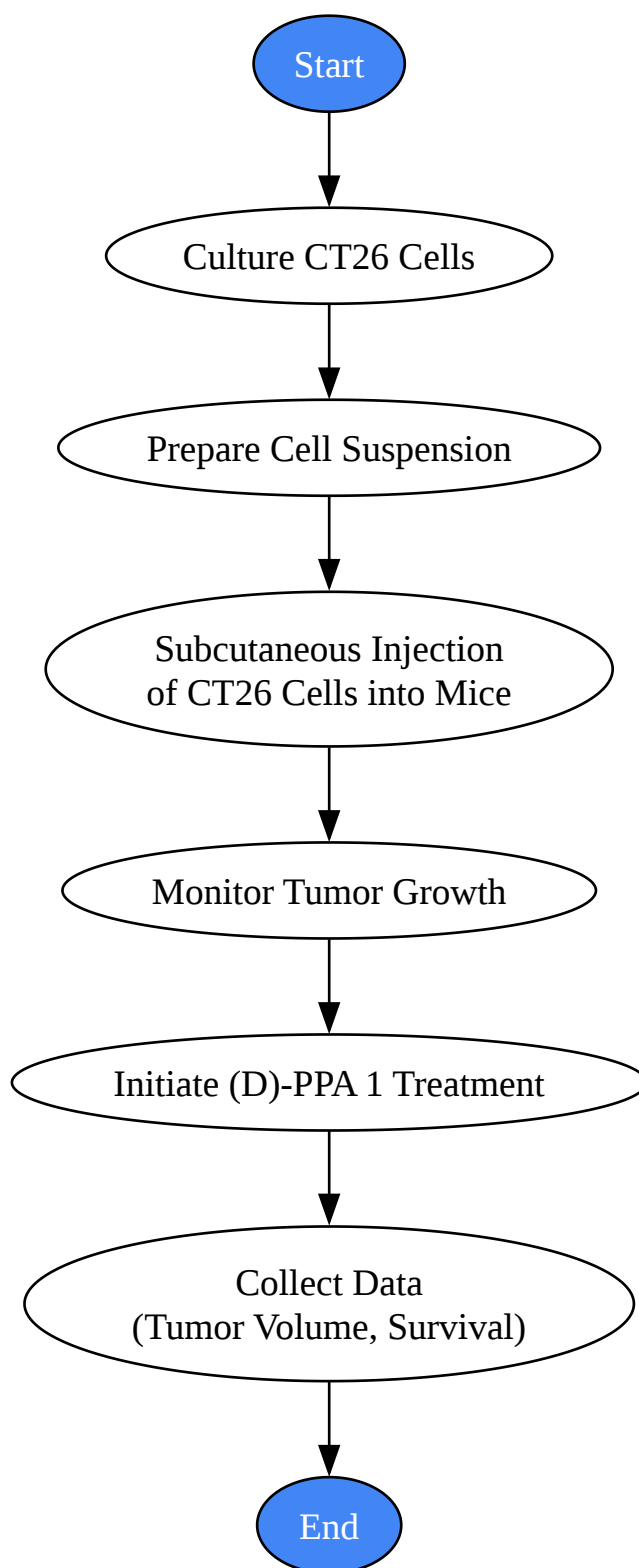 Start
Culture CT26 Cells
Prepare Cell Suspension
Subcutaneous Injection
of CT26 Cells into Mice
Monitor Tumor Growth
Initiate (D)-PPA 1 Treatment
Collect Data
(Tumor Volume, Survival)
End